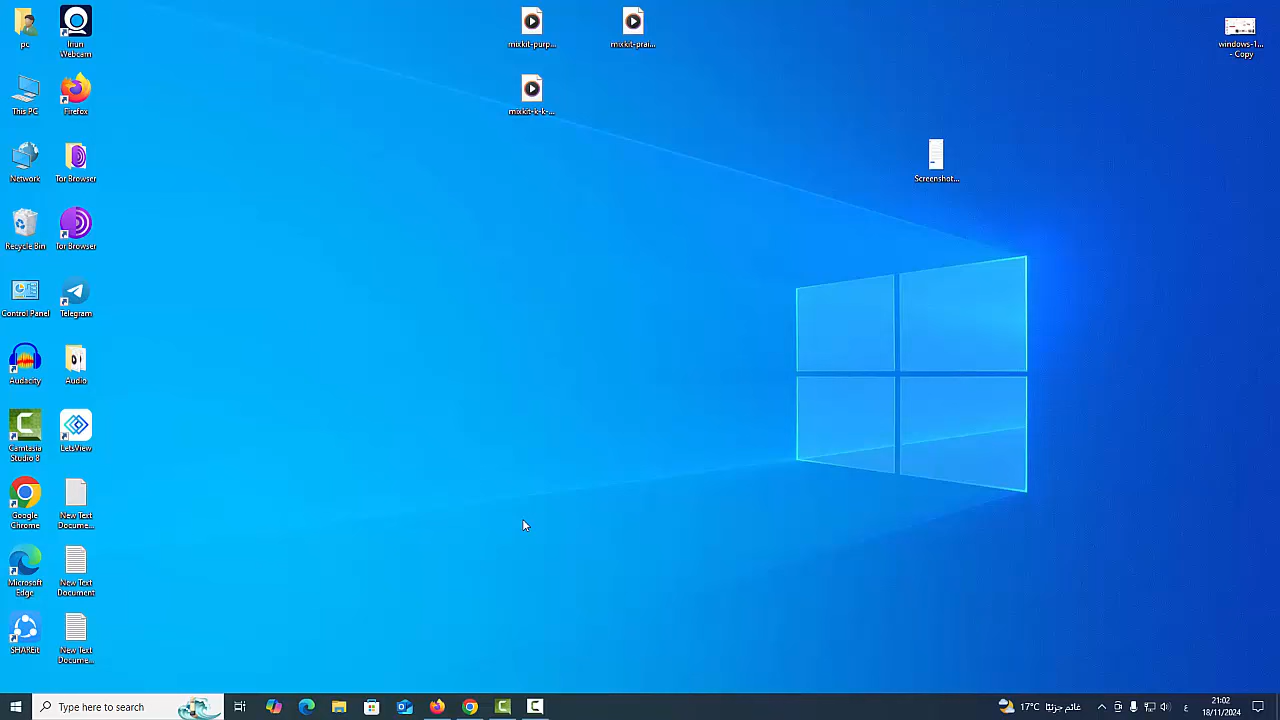 pc
Iriun
Webcam
mixkit-purp...
mixkit-prai...
windows-1...
- Copy
This PC
Firefox
mixkit-k-k-...
Network
Tor Browser
Screenshot...
Recycle Bin
Tor Browser
Control Panel
Telegram
Audacity
Audio
Camtasia
Studio 8
LetsView
Google
Chrome
New Text
Docume...
Microsoft
Edge
New Text
Document
SHAREit
New Text
Docume...
Type here to search
17°C غائم جزئيًا
ع
21:02
18/11/2024